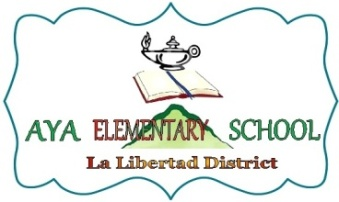 AYA ELEMENTARY SCHOOL
La Libertad District